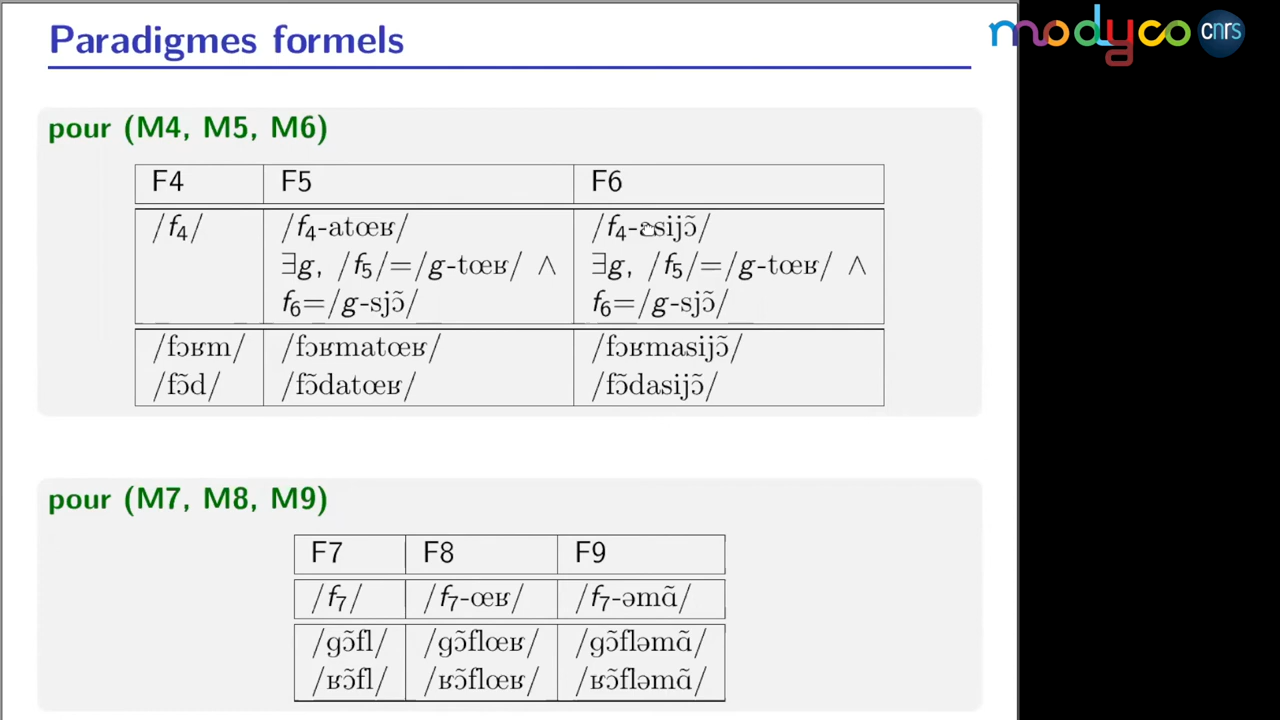 Paradigmes formels
modyco cnrs
pour (M4, M5, M6)
F4 F5 F6
/f₄/ /f₄-atœʁ/ /f₄-asijɔ̃/
∃g, /f₅/=/g-tœʁ/ ∧ ∃g, /f₅/=/g-tœʁ/ ∧
f₆=/g-sjɔ̃/ f₆=/g-sjɔ̃/
/fɔʁm/ /fɔʁmatœʁ/ /fɔʁmasijɔ̃/
/fɔ̃d/ /fɔ̃datœʁ/ /fɔ̃dasijɔ̃/
pour (M7, M8, M9)
F7 F8 F9
/f₇/ /f₇-œʁ/ /f₇-əmɑ̃/
/gɔ̃fl/ /gɔ̃flœʁ/ /gɔ̃fləmɑ̃/
/ʁɔ̃fl/ /ʁɔ̃flœʁ/ /ʁɔ̃fləmɑ̃/